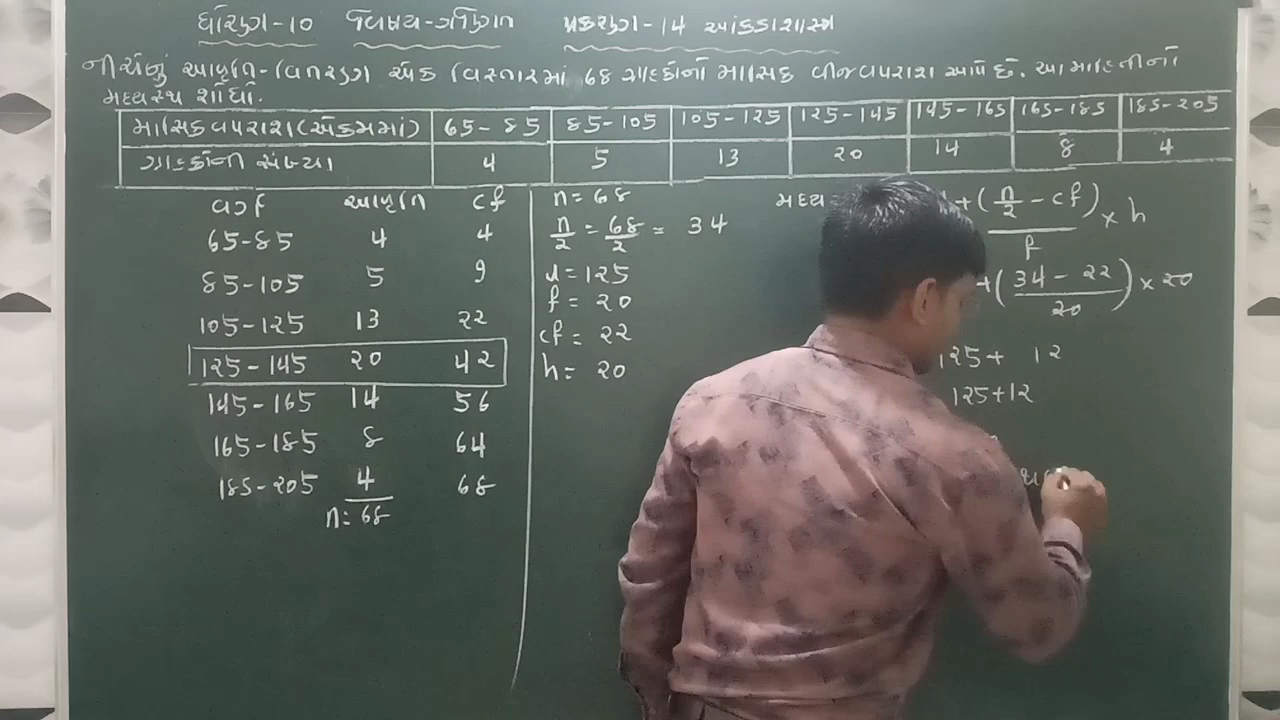 ધોરણ-10 વિષય-ગણિત પ્રકરણ-14 આંકડાશાસ્ત્ર
નીચેનું આવૃત્તિ-વિતરણ એક વિસ્તારમાં 68 ગ્રાહકોનો માસિક વીજવપરાશ આપે છે. આ માહિતીનો
મધ્યસ્થ શોધો.
માસિક વપરાશ(એકમમાં) 65-85 85-105 105-125 125-145 145-165 165-185 185-205
ગ્રાહકોની સંખ્યા 4 5 13 20 14 8 4
વર્ગ આવૃત્તિ cf
65-85 4 4
85-105 5 9
105-125 13 22
125-145 20 42
145-165 14 56
165-185 8 64
185-205 4 68
n=68
n=68
n/2 = 68/2 = 34
l=125
f= 20
cf= 22
h= 20
મધ્ય
+(n/2 - cf)/f × h
+(34-22/20) × 20
125+ 12
125+12